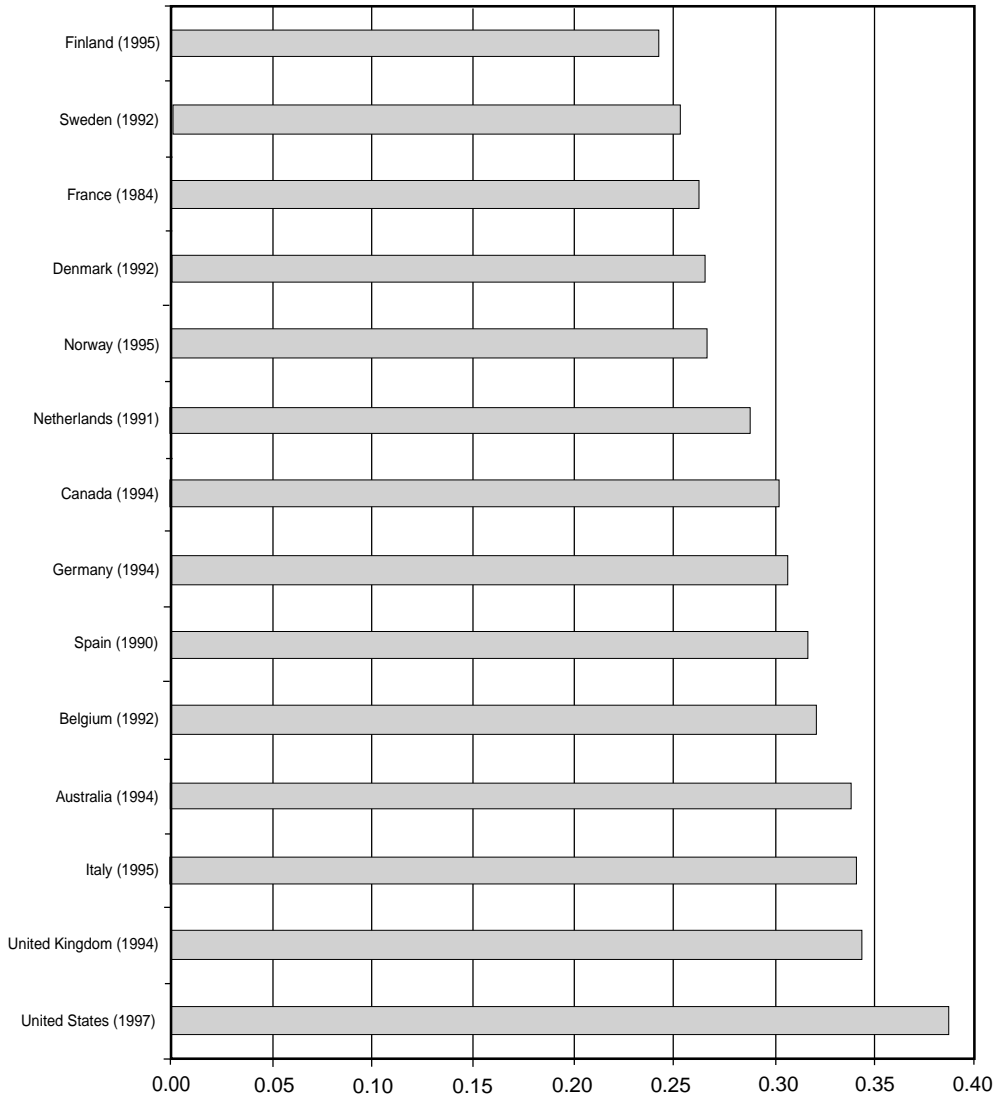 Finland (1995)
Sweden (1992)
France (1984)
Denmark (1992)
Norway (1995)
Netherlands (1991)
Canada (1994)
Germany (1994)
Spain (1990)
Belgium (1992)
Australia (1994)
Italy (1995)
United Kingdom (1994)
United States (1997)
0.00 0.05 0.10 0.15 0.20 0.25 0.30 0.35 0.40